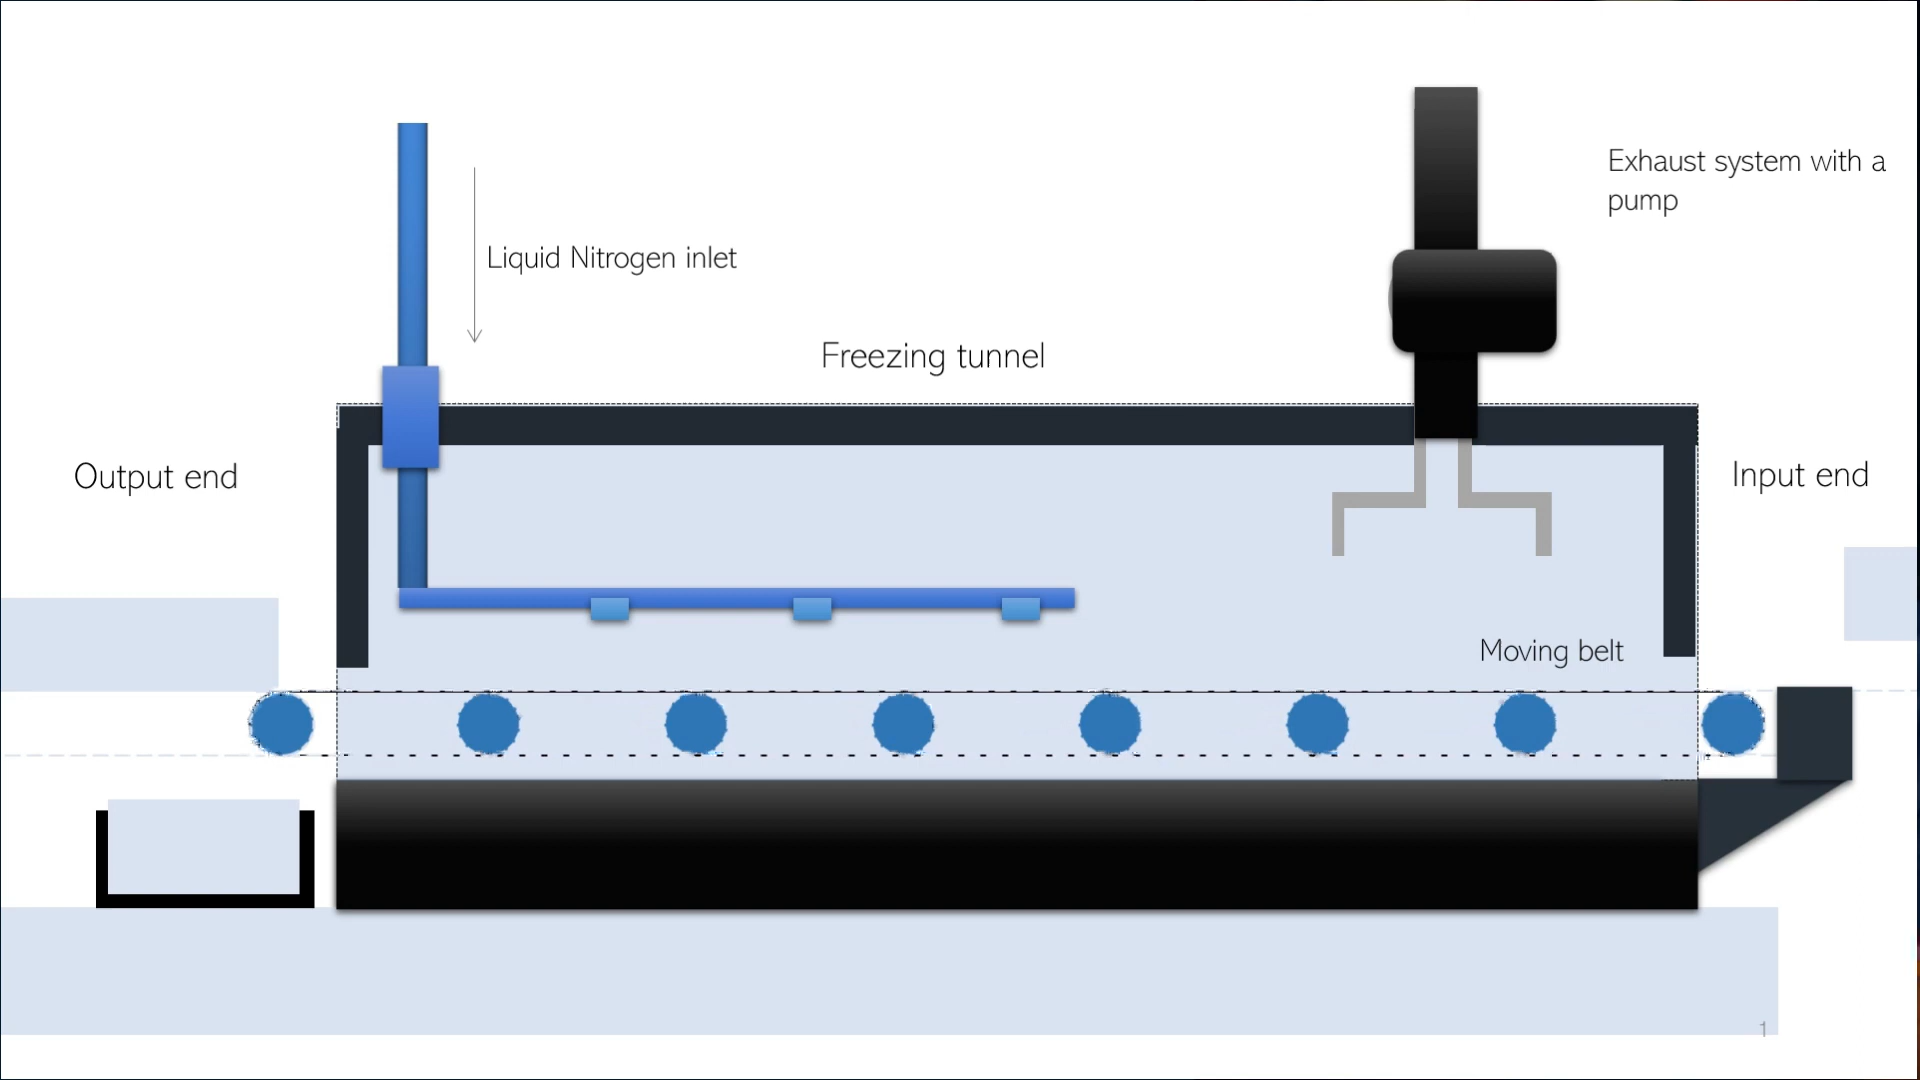 Exhaust system with a
pump
Liquid Nitrogen inlet
Freezing tunnel
Output end
Input end
Moving belt
1